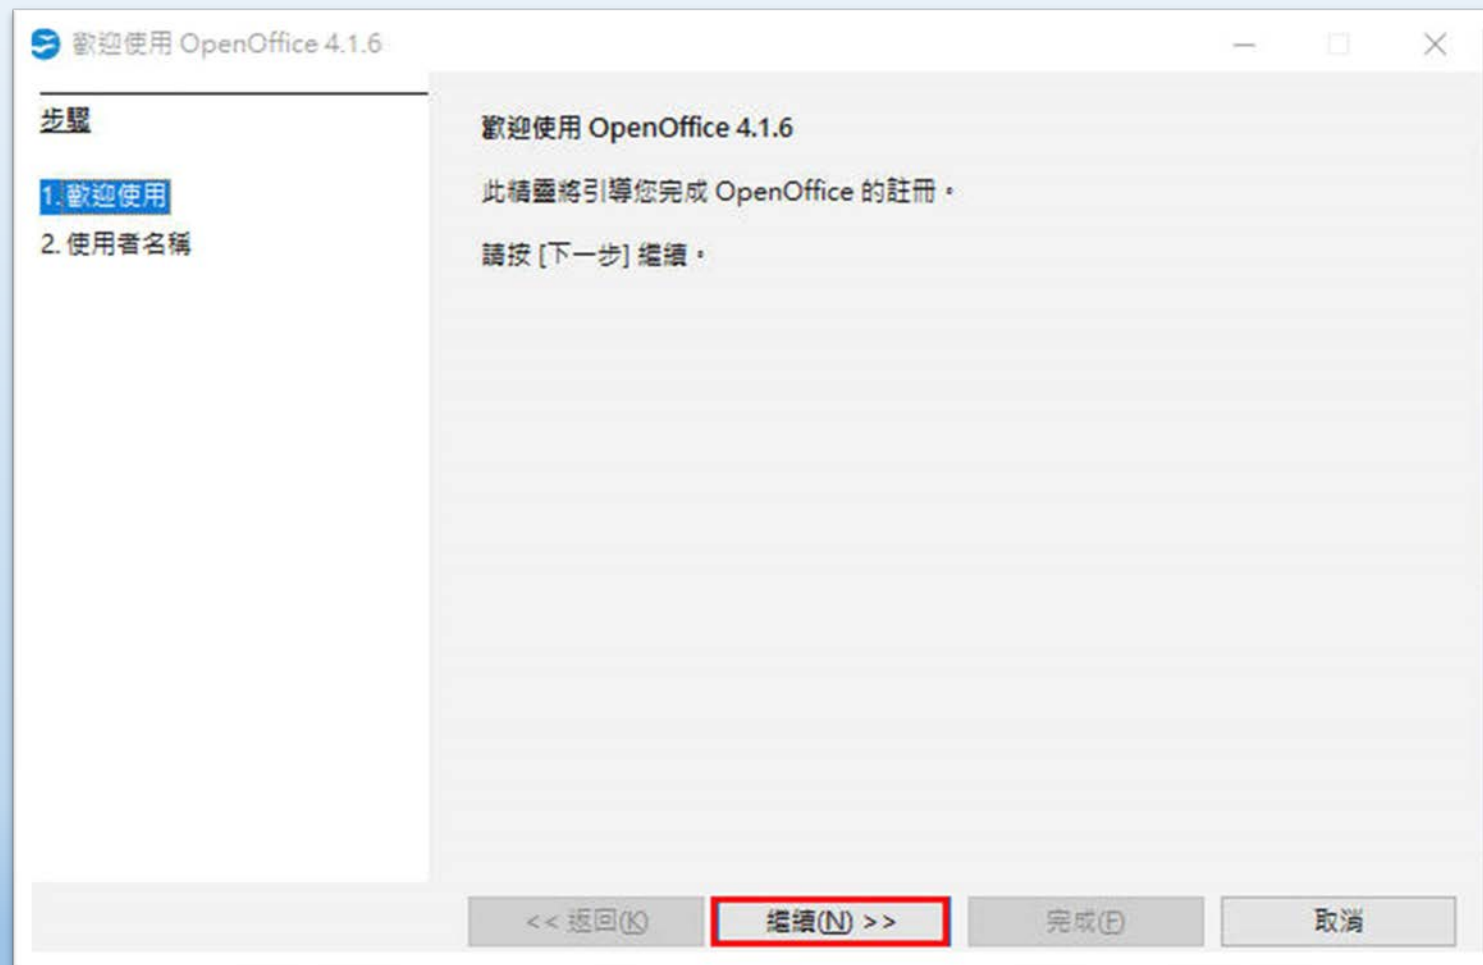 歡迎使用 OpenOffice 4.1.6
步驟
1. 歡迎使用
2. 使用者名稱
歡迎使用 OpenOffice 4.1.6
此精靈將引導您完成 OpenOffice 的註冊。
請按 [下一步] 繼續。
<< 返回(K)
繼續(N) >>
完成(F)
取消